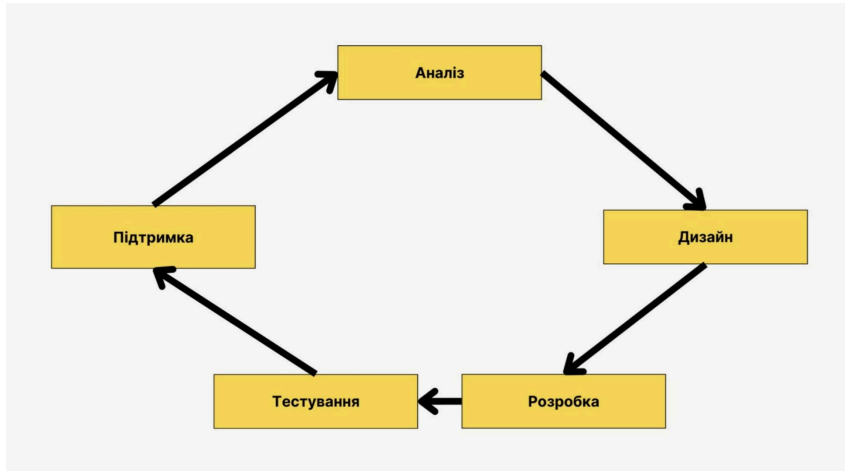 Аналіз
Дизайн
Розробка
Тестування
Підтримка